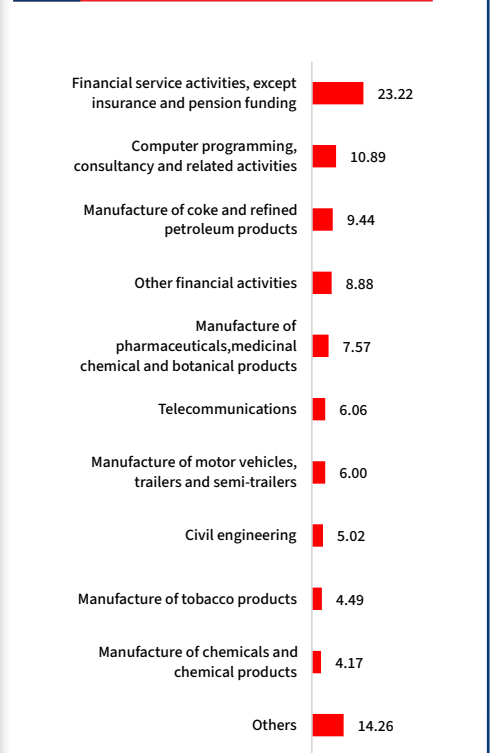 Financial service activities, except
insurance and pension funding
23.22
Computer programming,
consultancy and related activities
10.89
Manufacture of coke and refined
petroleum products
9.44
Other financial activities
8.88
Manufacture of
pharmaceuticals,medicinal
chemical and botanical products
7.57
Telecommunications
6.06
Manufacture of motor vehicles,
trailers and semi-trailers
6.00
Civil engineering
5.02
Manufacture of tobacco products
4.49
Manufacture of chemicals and
chemical products
4.17
Others
14.26